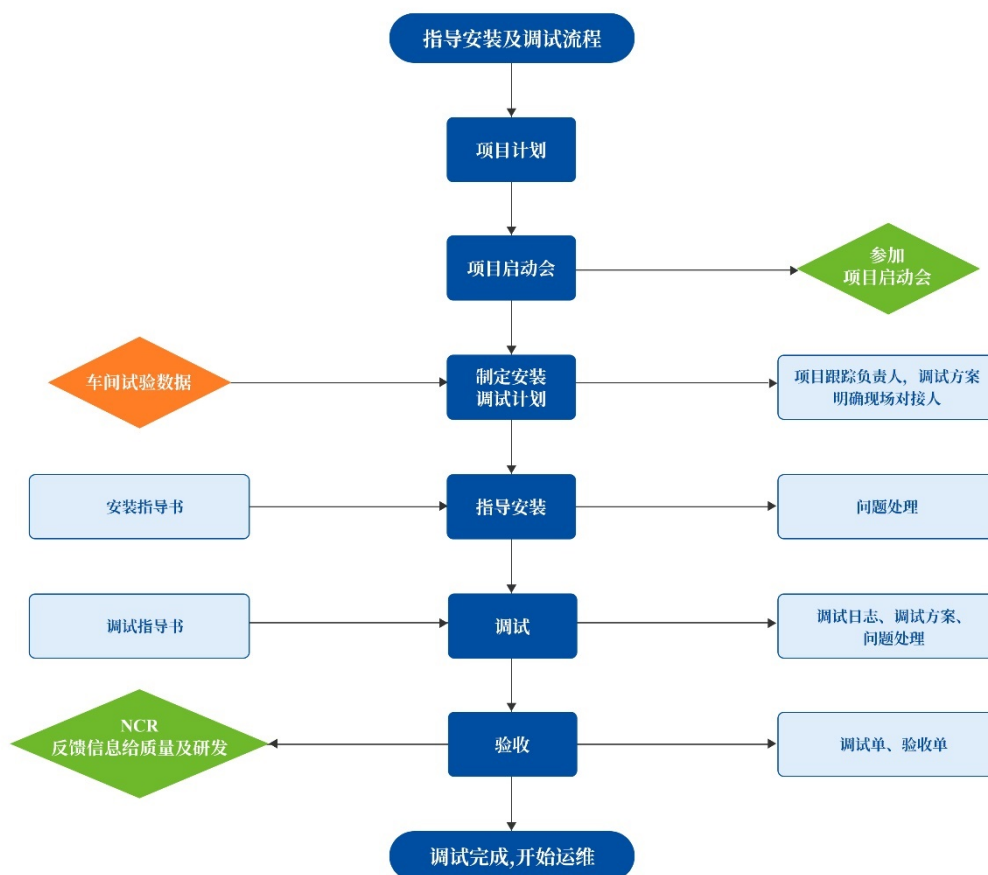 指导安装及调试流程
项目计划
项目启动会
参加
项目启动会
车间试验数据
制定安装
调试计划
项目跟踪负责人，调试方案
明确现场对接人
安装指导书
指导安装
问题处理
调试指导书
调试
调试日志、调试方案、
问题处理
NCR
反馈信息给质量及研发
验收
调试单、验收单
调试完成,开始运维